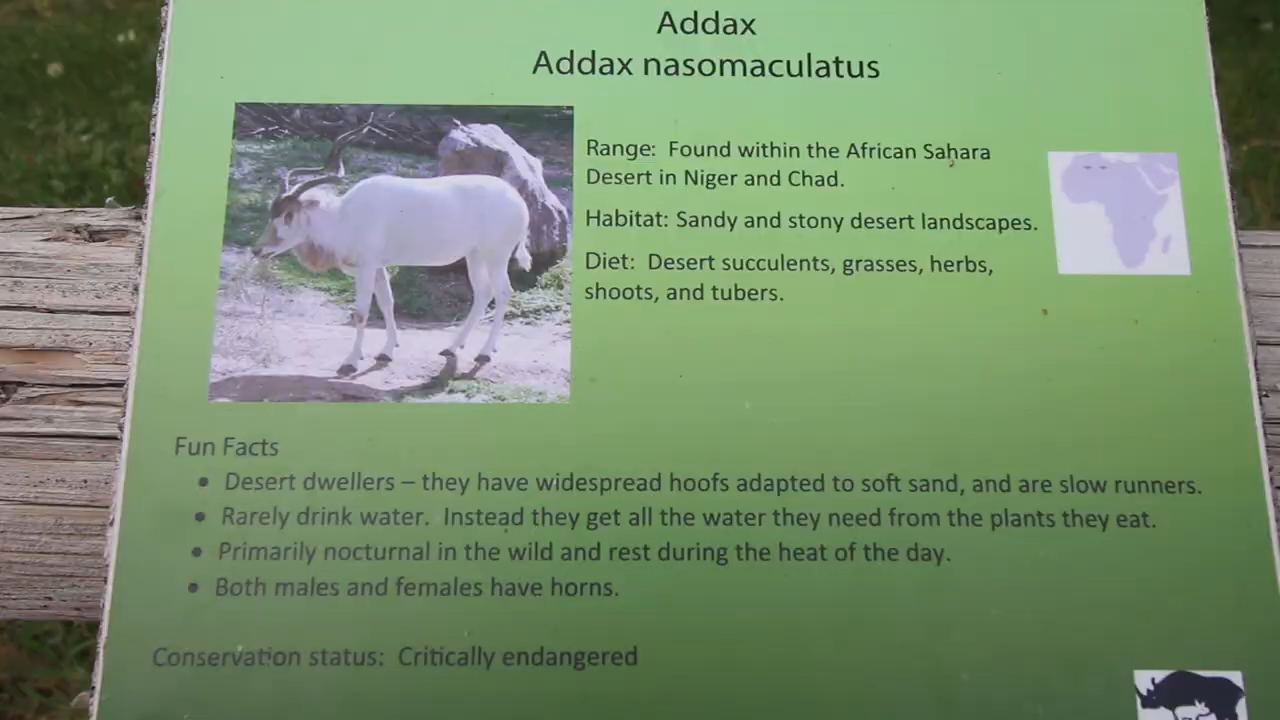 Addax
Addax nasomaculatus
Range: Found within the African Sahara
Desert in Niger and Chad.
Habitat: Sandy and stony desert landscapes.
Diet: Desert succulents, grasses, herbs,
shoots, and tubers.
Fun Facts
• Desert dwellers – they have widespread hoofs adapted to soft sand, and are slow runners.
• Rarely drink water. Instead they get all the water they need from the plants they eat.
• Primarily nocturnal in the wild and rest during the heat of the day.
• Both males and females have horns.
Conservation status: Critically endangered